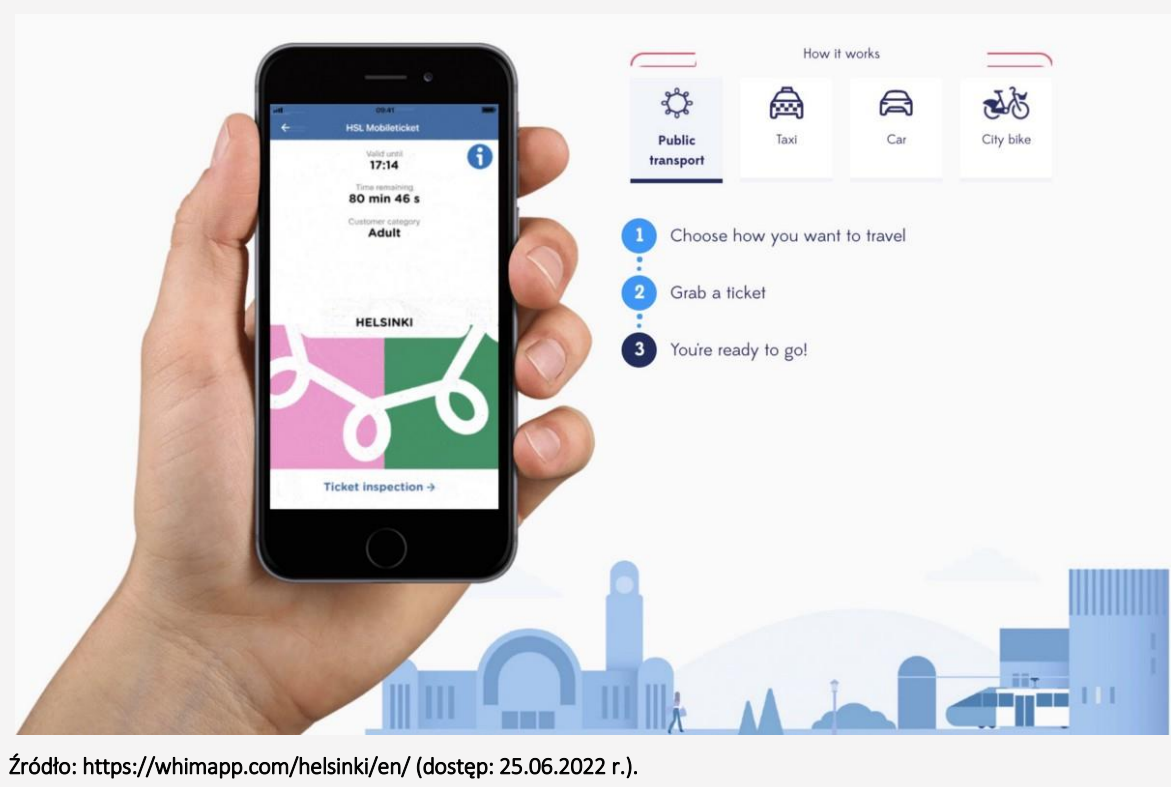 09:41
HSL Mobileticket
Valid until
17:14
Time remaining
80 min 46 s
Customer category
Adult
HELSINKI
Ticket inspection →
How it works
Public
transport
Taxi
Car
City bike
1 Choose how you want to travel
2 Grab a ticket
3 You're ready to go!
Źródło: https://whimapp.com/helsinki/en/ (dostęp: 25.06.2022 r.).